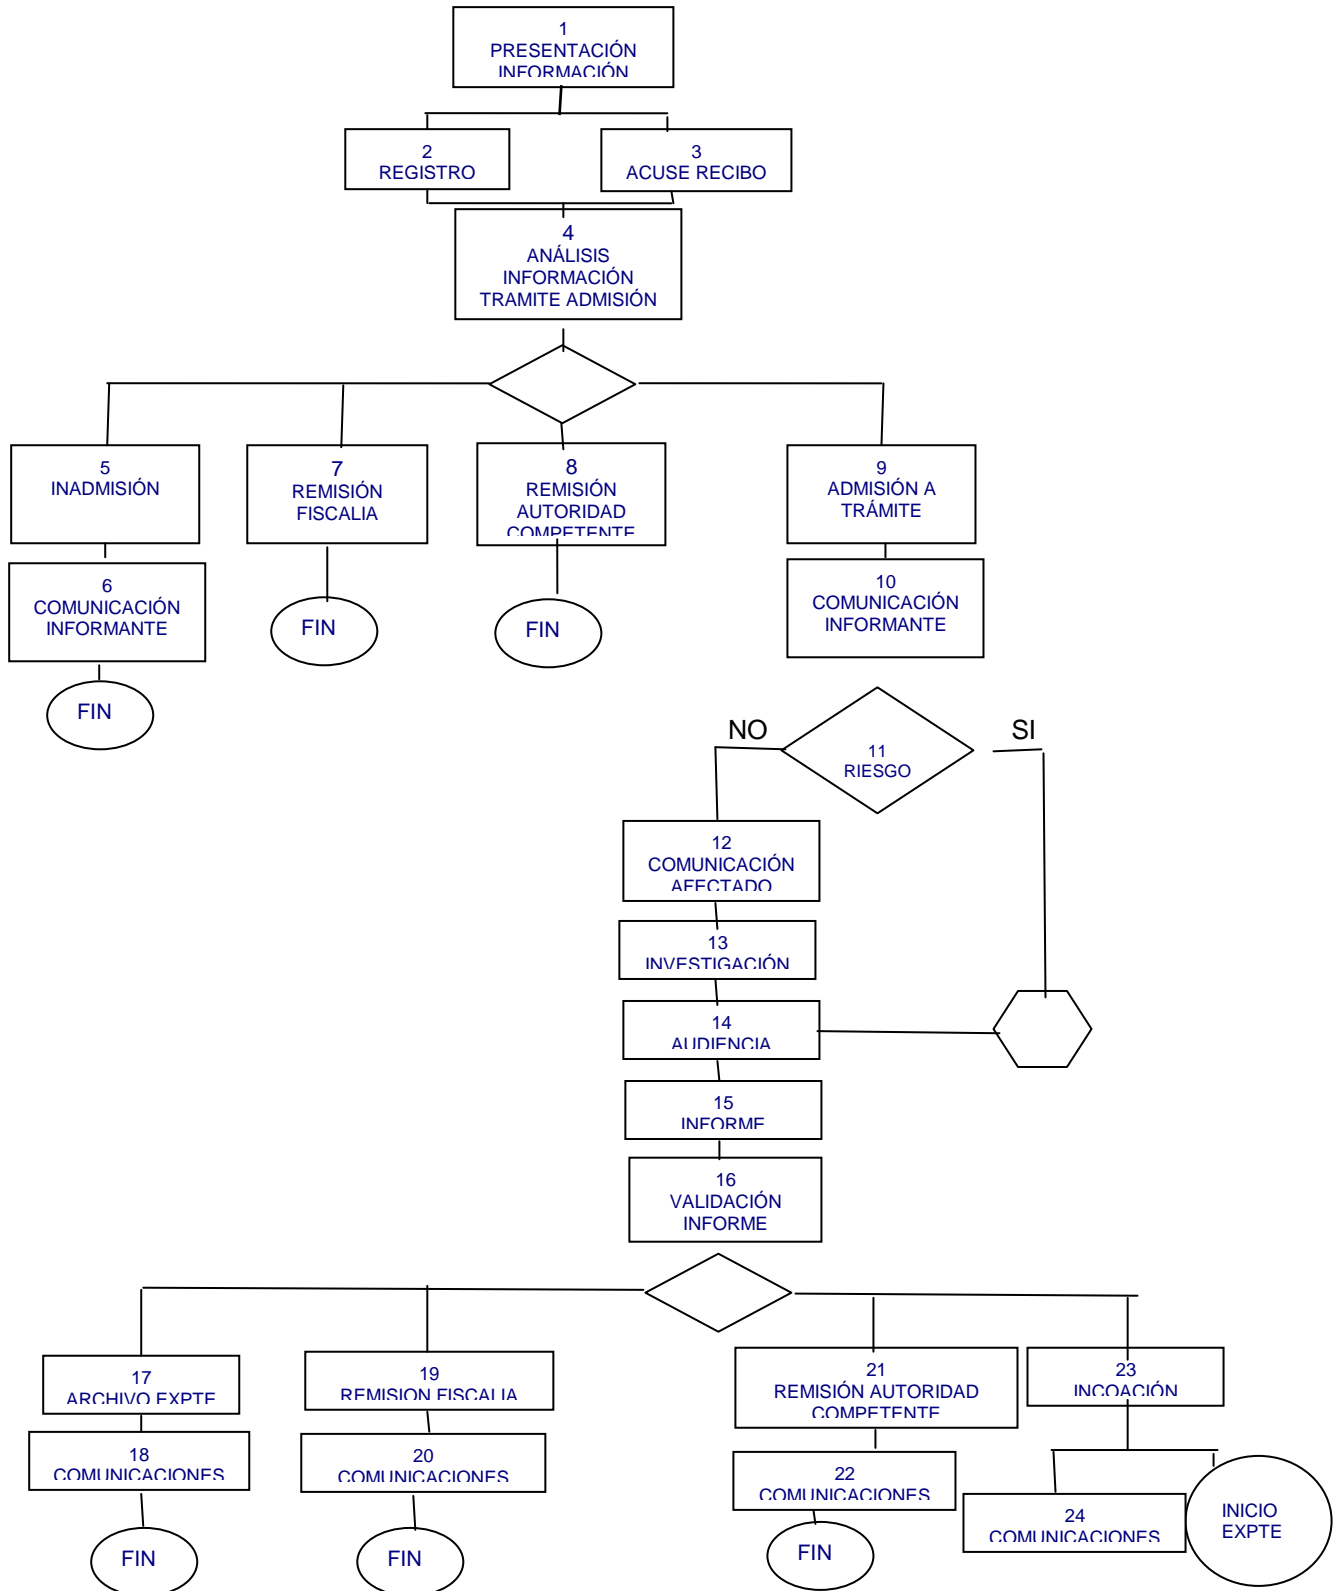 1
PRESENTACIÓN
INFORMACIÓN
2
REGISTRO
3
ACUSE RECIBO
4
ANÁLISIS
INFORMACIÓN
TRAMITE ADMISIÓN
5
INADMISIÓN
7
REMISIÓN
FISCALIA
8
REMISIÓN
AUTORIDAD
COMPETENTE
9
ADMISIÓN A
TRÁMITE
6
COMUNICACIÓN
INFORMANTE
FIN
FIN
10
COMUNICACIÓN
INFORMANTE
FIN
NO
11
RIESGO
SI
12
COMUNICACIÓN
AFECTADO
13
INVESTIGACIÓN
14
AUDIENCIA
15
INFORME
16
VALIDACIÓN
INFORME
17
ARCHIVO EXPTE
19
REMISION FISCALIA
21
REMISIÓN AUTORIDAD
COMPETENTE
23
INCOACIÓN
18
COMUNICACIONES
20
COMUNICACIONES
22
COMUNICACIONES
24
COMUNICACIONES
INICIO
EXPTE
FIN
FIN
FIN